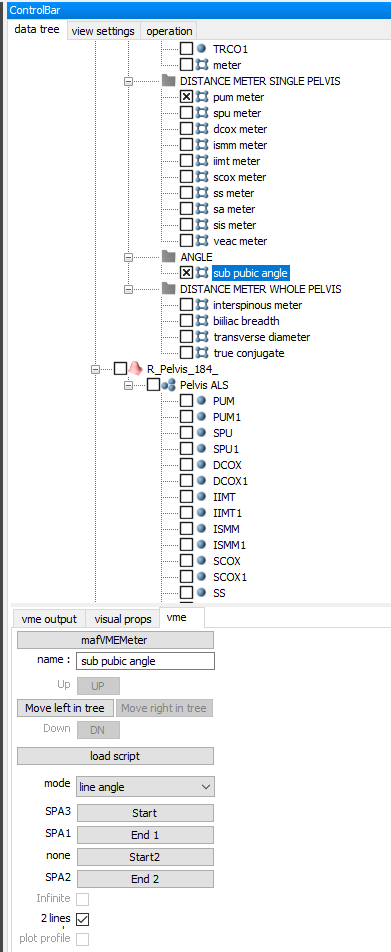 ControlBar
data tree view settings operation
TRCO1
meter
DISTANCE METER SINGLE PELVIS
pum meter
spu meter
dcox meter
ismm meter
iimt meter
scox meter
ss meter
sa meter
sis meter
veac meter
ANGLE
sub pubic angle
DISTANCE METER WHOLE PELVIS
interspinous meter
biiliac breadth
transverse diameter
true conjugate
R_Pelvis_184_
Pelvis ALS
PUM
PUM1
SPU
SPU1
DCOX
DCOX1
IIMT
IIMT1
ISMM
ISMM1
SCOX
SCOX1
SS
vme output visual props vme
mafVMEMeter
name : sub pubic angle
Up UP
Move left in tree Move right in tree
Down DN
load script
mode line angle
SPA3 Start
SPA1 End 1
none Start2
SPA2 End 2
Infinite
2 lines
plot profile